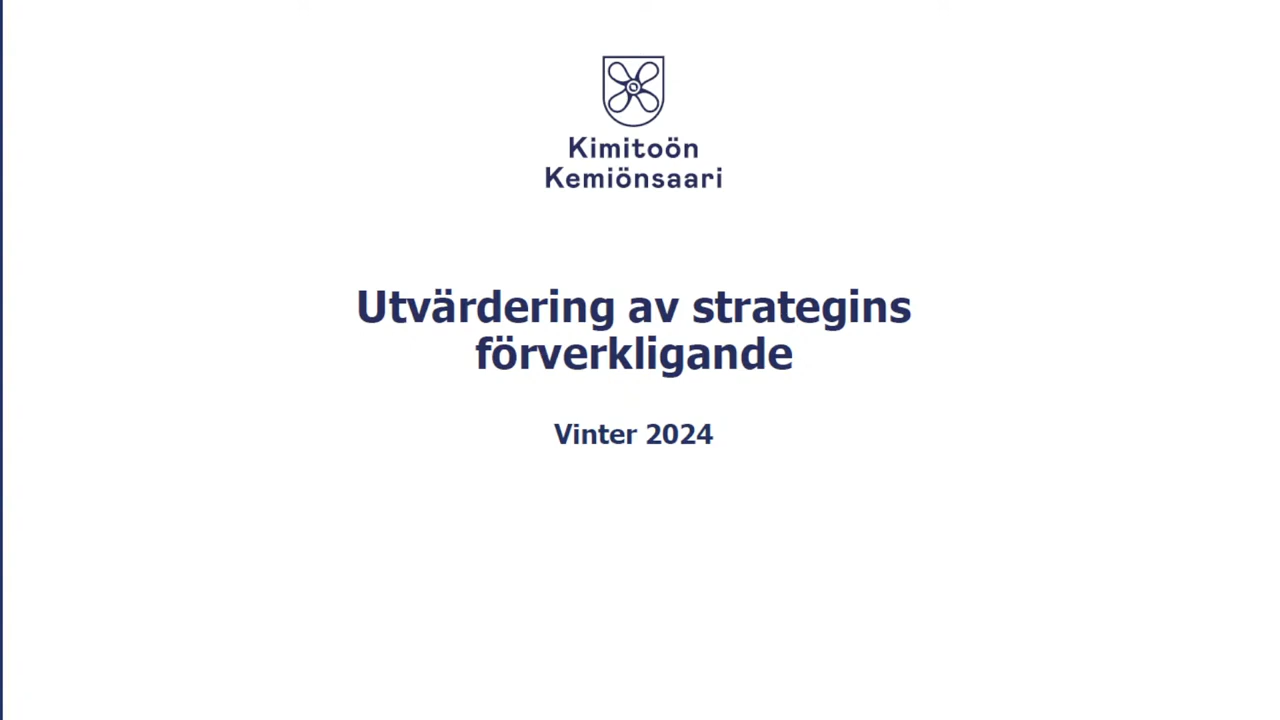 Kimitoön
Kemiönsaari
Utvärdering av strategins
förverkligande
Vinter 2024